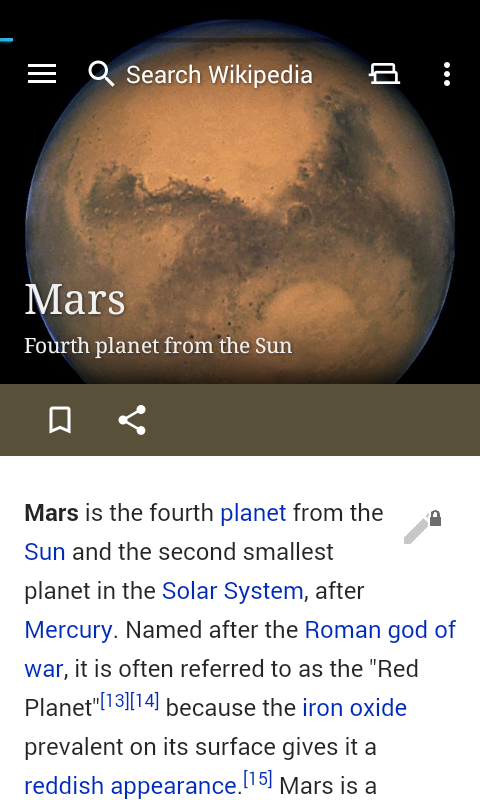 Search Wikipedia
Mars
Fourth planet from the Sun
Mars is the fourth planet from the
Sun and the second smallest
planet in the Solar System, after
Mercury. Named after the Roman god of
war, it is often referred to as the "Red
Planet"[13][14] because the iron oxide
prevalent on its surface gives it a
reddish appearance.[15] Mars is a